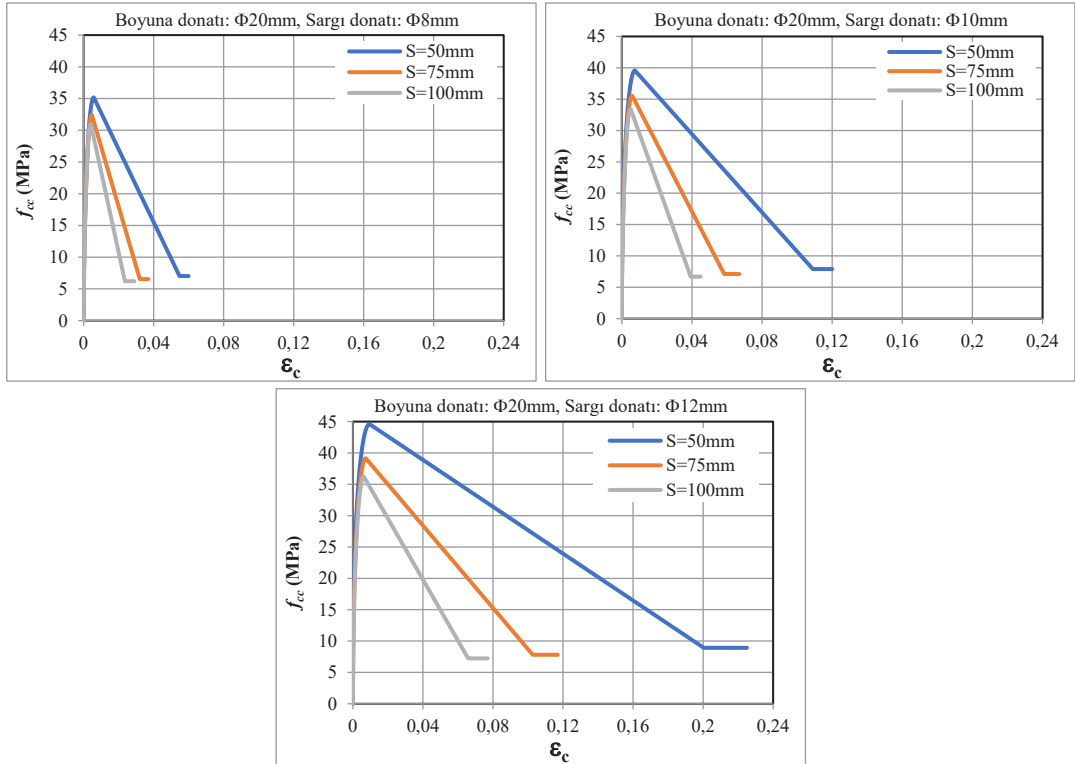 Boyuna donatı: Φ20mm, Sargı donatı: Φ8mm
45
40
35
30
25
20
15
10
5
0
f_cc (MPa)
S=50mm
S=75mm
S=100mm
0 0,04 0,08 0,12 0,16 0,2 0,24
ε_c
Boyuna donatı: Φ20mm, Sargı donatı: Φ10mm
45
40
35
30
25
20
15
10
5
0
f_cc (MPa)
S=50mm
S=75mm
S=100mm
0 0,04 0,08 0,12 0,16 0,2 0,24
ε_c
Boyuna donatı: Φ20mm, Sargı donatı: Φ12mm
45
40
35
30
25
20
15
10
5
0
f_cc (MPa)
S=50mm
S=75mm
S=100mm
0 0,04 0,08 0,12 0,16 0,2 0,24
ε_c